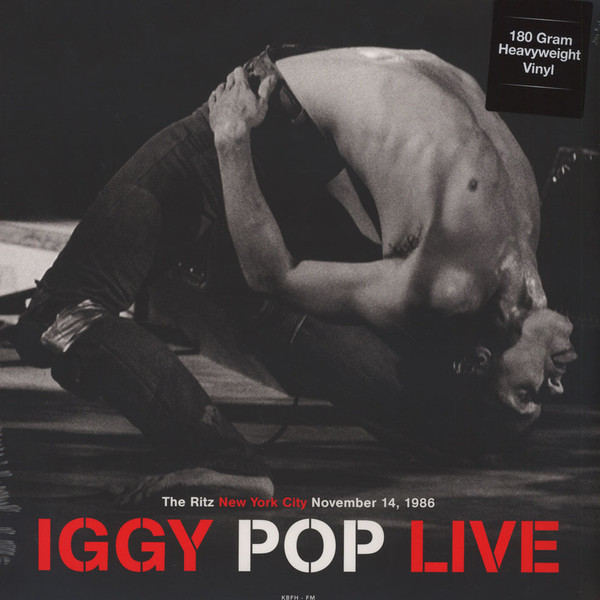 180 Gram
Heavyweight
Vinyl
The Ritz New York City November 14, 1986
IGGY POP LIVE
KBFH - FM